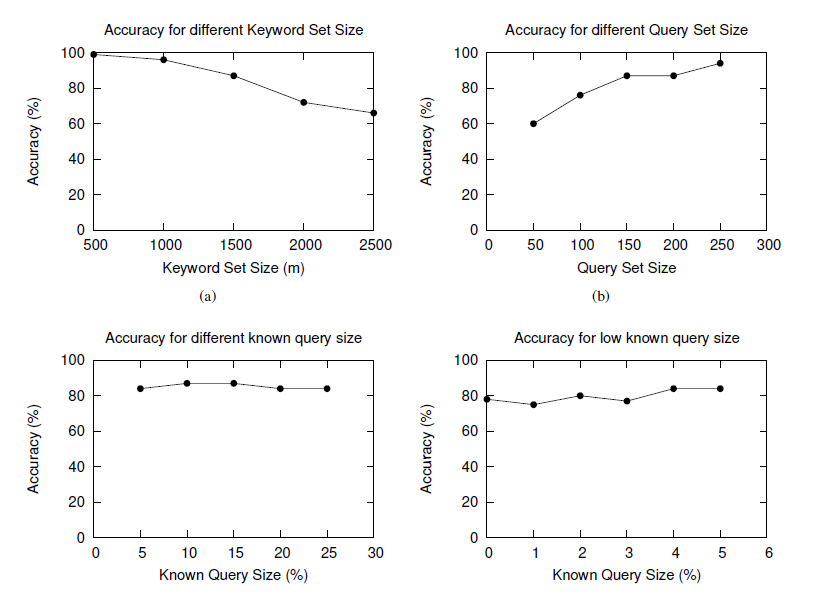 Accuracy for different Keyword Set Size
100
80
60
40
20
0
Accuracy (%)
500 1000 1500 2000 2500
Keyword Set Size (m)
(a)
Accuracy for different Query Set Size
100
80
60
40
20
0
Accuracy (%)
0 50 100 150 200 250 300
Query Set Size
(b)
Accuracy for different known query size
100
80
60
40
20
0
Accuracy (%)
0 5 10 15 20 25 30
Known Query Size (%)
Accuracy for low known query size
100
80
60
40
20
0
Accuracy (%)
0 1 2 3 4 5 6
Known Query Size (%)